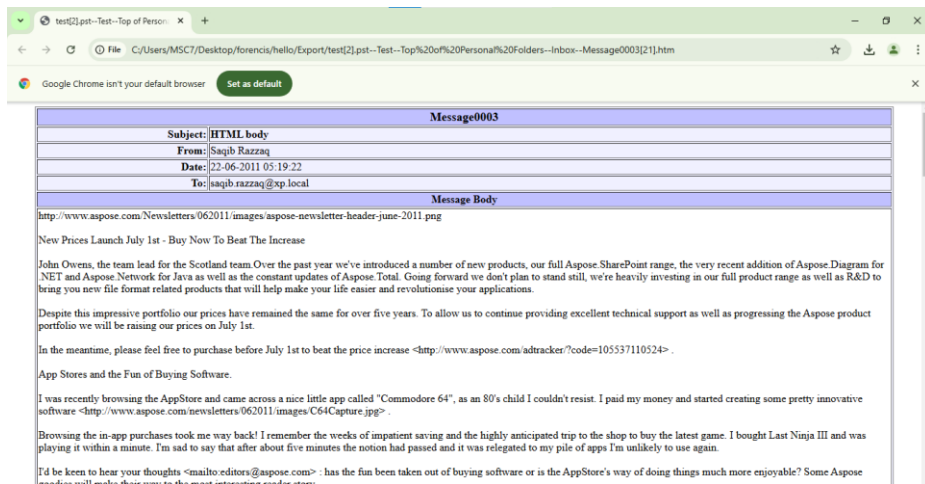 test[2].pst--Test--Top of Person
File C:/Users/MSC7/Desktop/forencis/hello/Export/test[2].pst--Test--Top%20of%20Personal%20Folders--Inbox--Message0003[21].htm
Google Chrome isn't your default browser Set as default
Message0003
Subject: HTML body
From: Saqib Razzaq
Date: 22-06-2011 05:19:22
To: saqib.razzaq@xp.local
Message Body
http://www.aspose.com/Newsletters/062011/images/aspose-newsletter-header-june-2011.png
New Prices Launch July 1st - Buy Now To Beat The Increase
John Owens, the team lead for the Scotland team.Over the past year we've introduced a number of new products, our full Aspose.SharePoint range, the very recent addition of Aspose.Diagram for
.NET and Aspose.Network for Java as well as the constant updates of Aspose.Total. Going forward we don't plan to stand still, we're heavily investing in our full product range as well as R&D to
bring you new file format related products that will help make your life easier and revolutionise your applications.
Despite this impressive portfolio our prices have remained the same for over five years. To allow us to continue providing excellent technical support as well as progressing the Aspose product
portfolio we will be raising our prices on July 1st.
In the meantime, please feel free to purchase before July 1st to beat the price increase <http://www.aspose.com/adtracker/?code=105537110524> .
App Stores and the Fun of Buying Software.
I was recently browsing the AppStore and came across a nice little app called "Commodore 64", as an 80's child I couldn't resist. I paid my money and started creating some pretty innovative
software <http://www.aspose.com/newsletters/062011/images/C64Capture.jpg> .
Browsing the in-app purchases took me way back! I remember the weeks of impatient saving and the highly anticipated trip to the shop to buy the latest game. I bought Last Ninja III and was
playing it within a minute. I'm sad to say that after about five minutes the notion had passed and it was relegated to my pile of apps I'm unlikely to use again.
I'd be keen to hear your thoughts <mailto:editors@aspose.com> : has the fun been taken out of buying software or is the AppStore's way of doing things much more enjoyable? Some Aspose
goodies will make their way to the most interesting reader story